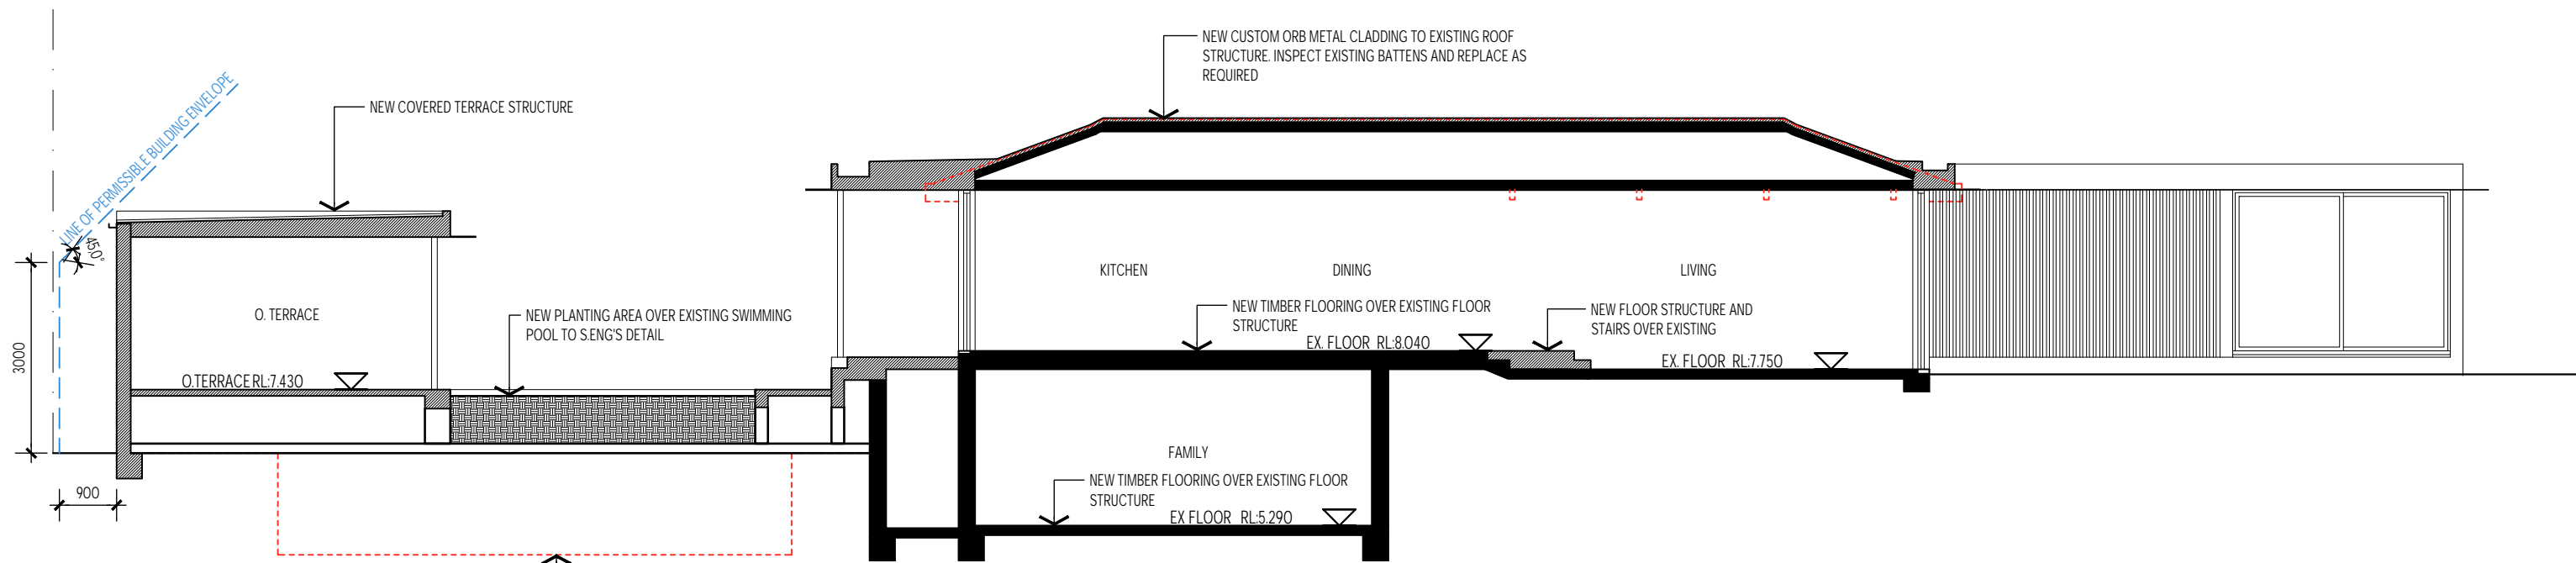 NEW CUSTOM ORB METAL CLADDING TO EXISTING ROOF
STRUCTURE. INSPECT EXISTING BATTENS AND REPLACE AS
REQUIRED
LINE OF PERMISSIBLE BUILDING ENVELOPE
NEW COVERED TERRACE STRUCTURE
45.0°
KITCHEN
DINING
LIVING
O. TERRACE
NEW PLANTING AREA OVER EXISTING SWIMMING
POOL TO S.ENG'S DETAIL
NEW TIMBER FLOORING OVER EXISTING FLOOR
STRUCTURE
NEW FLOOR STRUCTURE AND
STAIRS OVER EXISTING
EX. FLOOR RL:8.040
EX. FLOOR RL:7.750
3000
O.TERRACE RL:7.430
FAMILY
NEW TIMBER FLOORING OVER EXISTING FLOOR
STRUCTURE
900
EX FLOOR RL:5.290